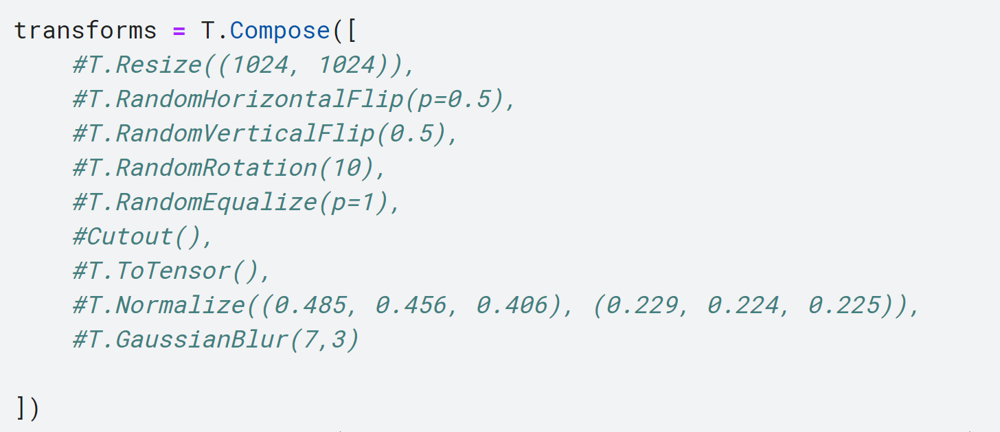 transforms = T.Compose([
    #T.Resize((1024, 1024)),
    #T.RandomHorizontalFlip(p=0.5),
    #T.RandomVerticalFlip(0.5),
    #T.RandomRotation(10),
    #T.RandomEqualize(p=1),
    #Cutout(),
    #T.ToTensor(),
    #T.Normalize((0.485, 0.456, 0.406), (0.229, 0.224, 0.225)),
    #T.GaussianBlur(7,3)
])